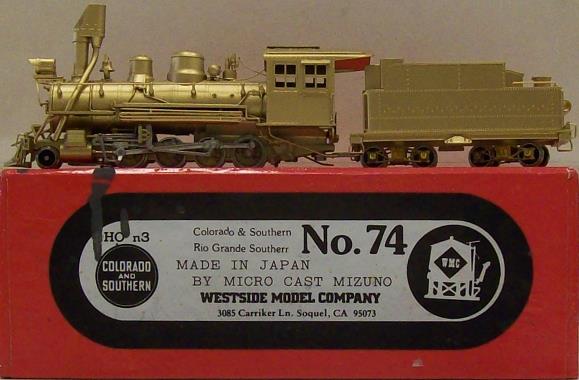 HO n3
Colorado & Southern
Rio Grande Southern
No. 74
COLORADO
AND
SOUTHERN
MADE IN JAPAN
BY MICRO CAST MIZUNO
WESTSIDE MODEL COMPANY
3085 Carriker Ln. Soquel, CA 95073
WMC